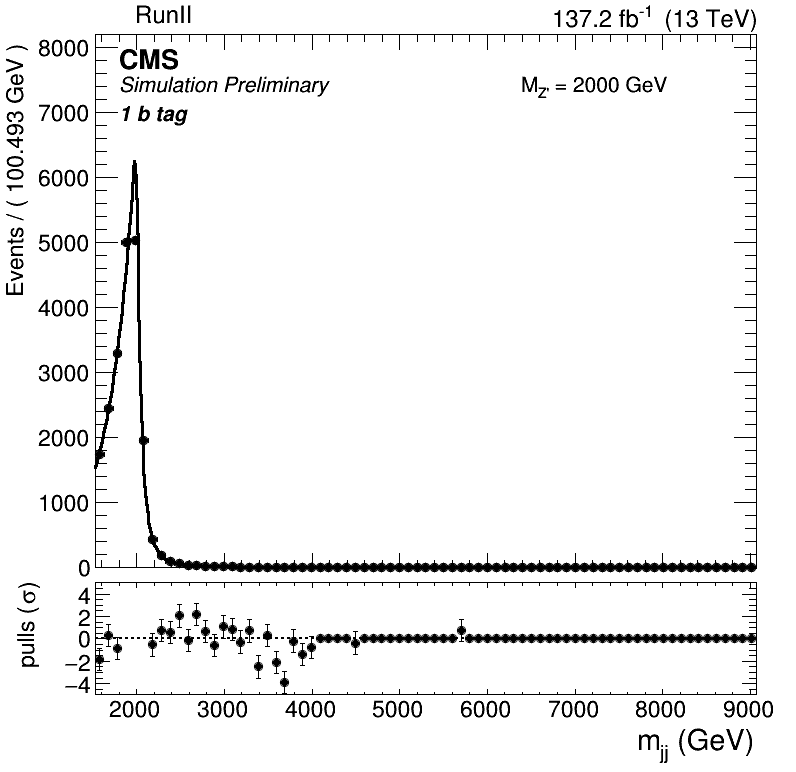 RunII
137.2 fb⁻¹ (13 TeV)
Events / ( 100.493 GeV )
8000
7000
6000
5000
4000
3000
2000
1000
0
CMS
Simulation Preliminary
1 b tag
M_Z' = 2000 GeV
pulls (σ)
4
2
0
−2
−4
2000 3000 4000 5000 6000 7000 8000 9000
m_jj (GeV)